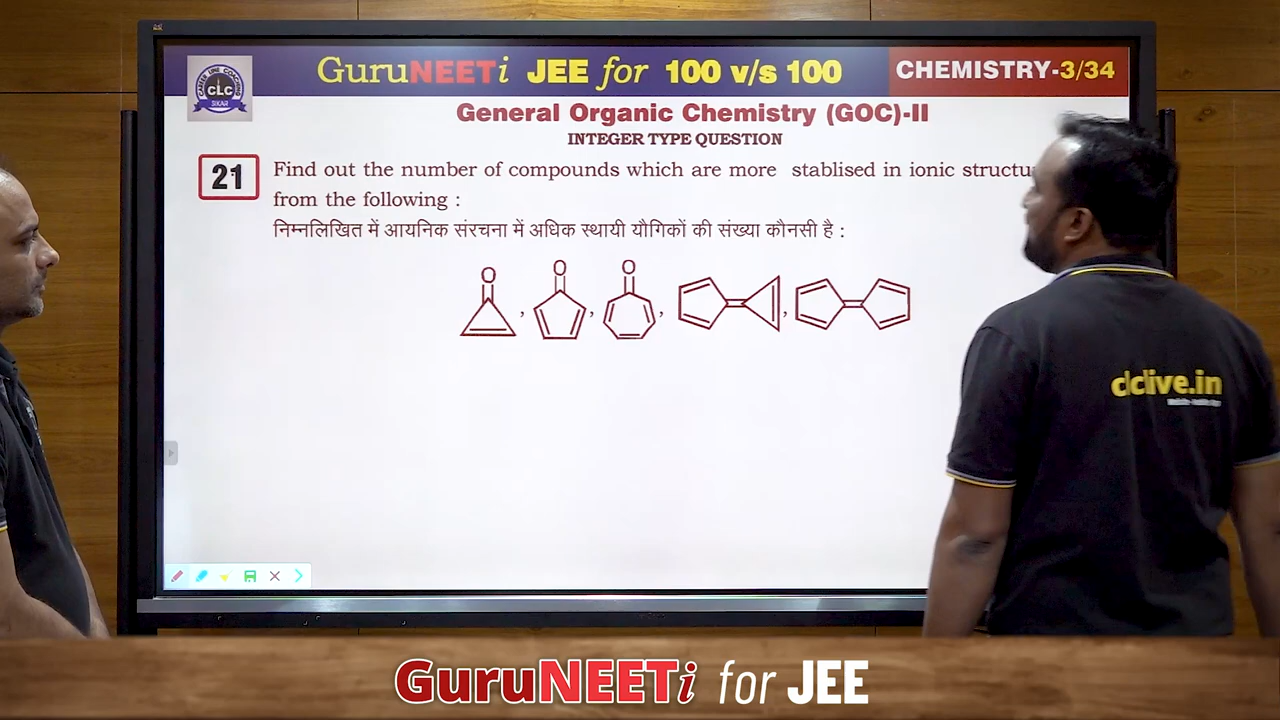 GuruNEETi JEE for 100 v/s 100
CHEMISTRY-3/34
CLC
SIKAR
General Organic Chemistry (GOC)-II
INTEGER TYPE QUESTION
21
Find out the number of compounds which are more stablised in ionic structu
from the following :
निम्नलिखित में आयनिक संरचना में अधिक स्थायी यौगिकों की संख्या कौनसी है :
O O O
, , , ,
clclive.in
GuruNEETi for JEE